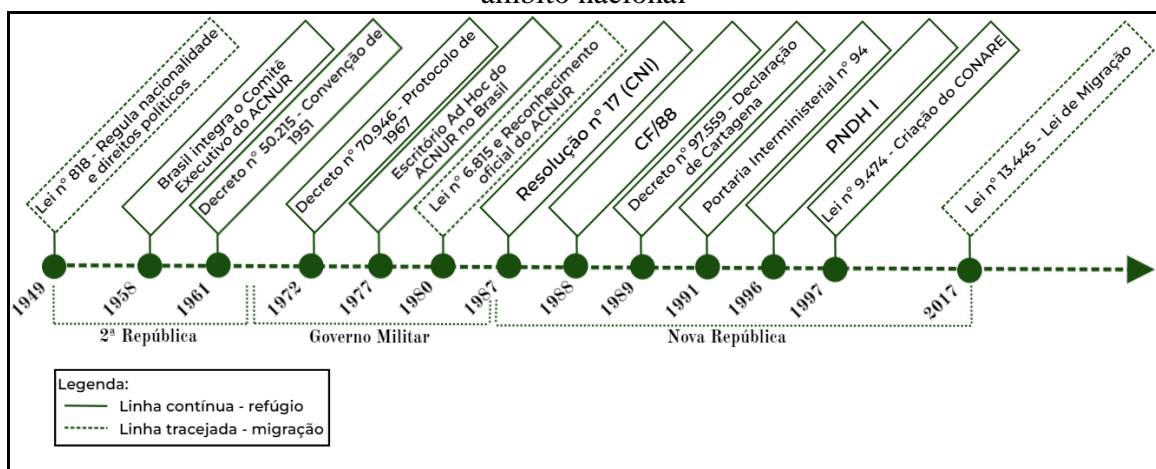 âmbito nacional
Lei nº 818 - Regula nacionalidade
e direitos políticos
Brasil integra o Comitê
Executivo do ACNUR
Decreto nº 50.215 - Convenção de
1951
Decreto nº 70.946 - Protocolo de
1967
Escritório Ad Hoc do
ACNUR no Brasil
Lei nº 6.815 e Reconhecimento
oficial do ACNUR
Resolução nº 17 (CNI)
CF/88
Decreto nº 97.559 - Declaração
de Cartagena
Portaria Interministerial nº 94
PNDH I
Lei nº 9.474 - Criação do CONARE
Lei nº 13.445 - Lei de Migração
1949
1958
1961
1972
1977
1980
1987
1988
1989
1991
1996
1997
2017
2ª República
Governo Militar
Nova República
Legenda:
Linha contínua - refúgio
Linha tracejada - migração